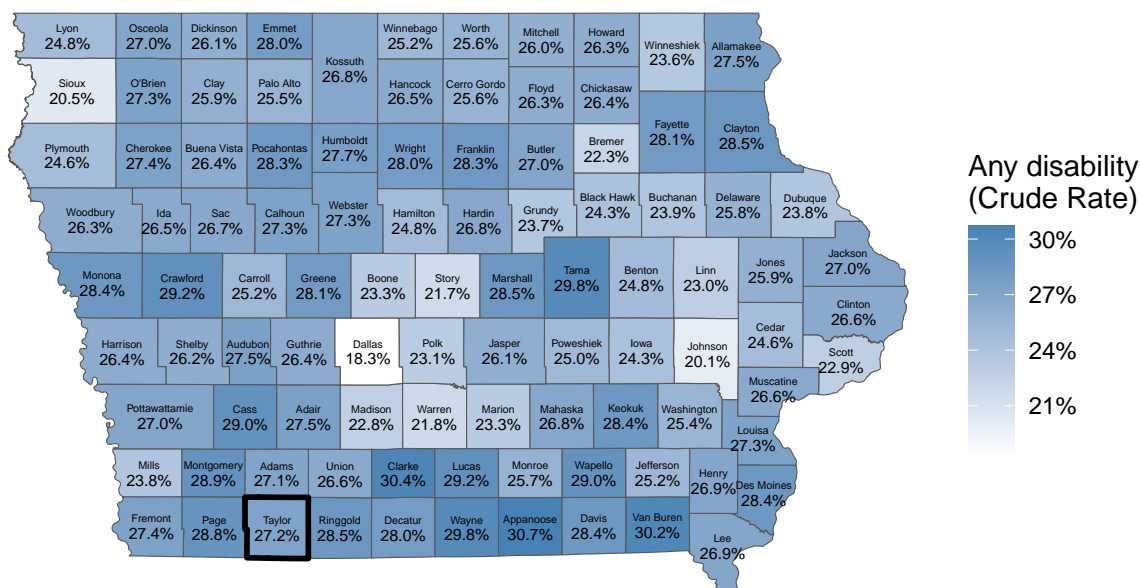 Lyon
24.8%
Osceola
27.0%
Dickinson
26.1%
Emmet
28.0%
Kossuth
26.8%
Winnebago
25.2%
Worth
25.6%
Mitchell
26.0%
Howard
26.3%
Winneshiek
23.6%
Allamakee
27.5%
Sioux
20.5%
O'Brien
27.3%
Clay
25.9%
Palo Alto
25.5%
Hancock
26.5%
Cerro Gordo
25.6%
Floyd
26.3%
Chickasaw
26.4%
Fayette
28.1%
Clayton
28.5%
Plymouth
24.6%
Cherokee
27.4%
Buena Vista
26.4%
Pocahontas
28.3%
Humboldt
27.7%
Wright
28.0%
Franklin
28.3%
Butler
27.0%
Bremer
22.3%
Woodbury
26.3%
Ida
26.5%
Sac
26.7%
Calhoun
27.3%
Webster
27.3%
Hamilton
24.8%
Hardin
26.8%
Grundy
23.7%
Black Hawk
24.3%
Buchanan
23.9%
Delaware
25.8%
Dubuque
23.8%
Monona
28.4%
Crawford
29.2%
Carroll
25.2%
Greene
28.1%
Boone
23.3%
Story
21.7%
Marshall
28.5%
Tama
29.8%
Benton
24.8%
Linn
23.0%
Jones
25.9%
Jackson
27.0%
Clinton
26.6%
Harrison
26.4%
Shelby
26.2%
Audubon
27.5%
Guthrie
26.4%
Dallas
18.3%
Polk
23.1%
Jasper
26.1%
Poweshiek
25.0%
Iowa
24.3%
Johnson
20.1%
Cedar
24.6%
Scott
22.9%
Muscatine
26.6%
Pottawattamie
27.0%
Cass
29.0%
Adair
27.5%
Madison
22.8%
Warren
21.8%
Marion
23.3%
Mahaska
26.8%
Keokuk
28.4%
Washington
25.4%
Louisa
27.3%
Mills
23.8%
Montgomery
28.9%
Adams
27.1%
Union
26.6%
Clarke
30.4%
Lucas
29.2%
Monroe
25.7%
Wapello
29.0%
Jefferson
25.2%
Henry
26.9%
Des Moines
28.4%
Fremont
27.4%
Page
28.8%
Taylor
27.2%
Ringgold
28.5%
Decatur
28.0%
Wayne
29.8%
Appanoose
30.7%
Davis
28.4%
Van Buren
30.2%
Lee
26.9%
Any disability
(Crude Rate)
30%
27%
24%
21%